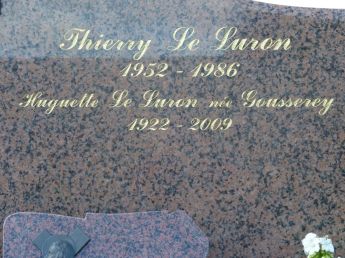 Thierry Le Luron
1952 - 1986
Huguette Le Luron née Gousserey
1922 - 2009